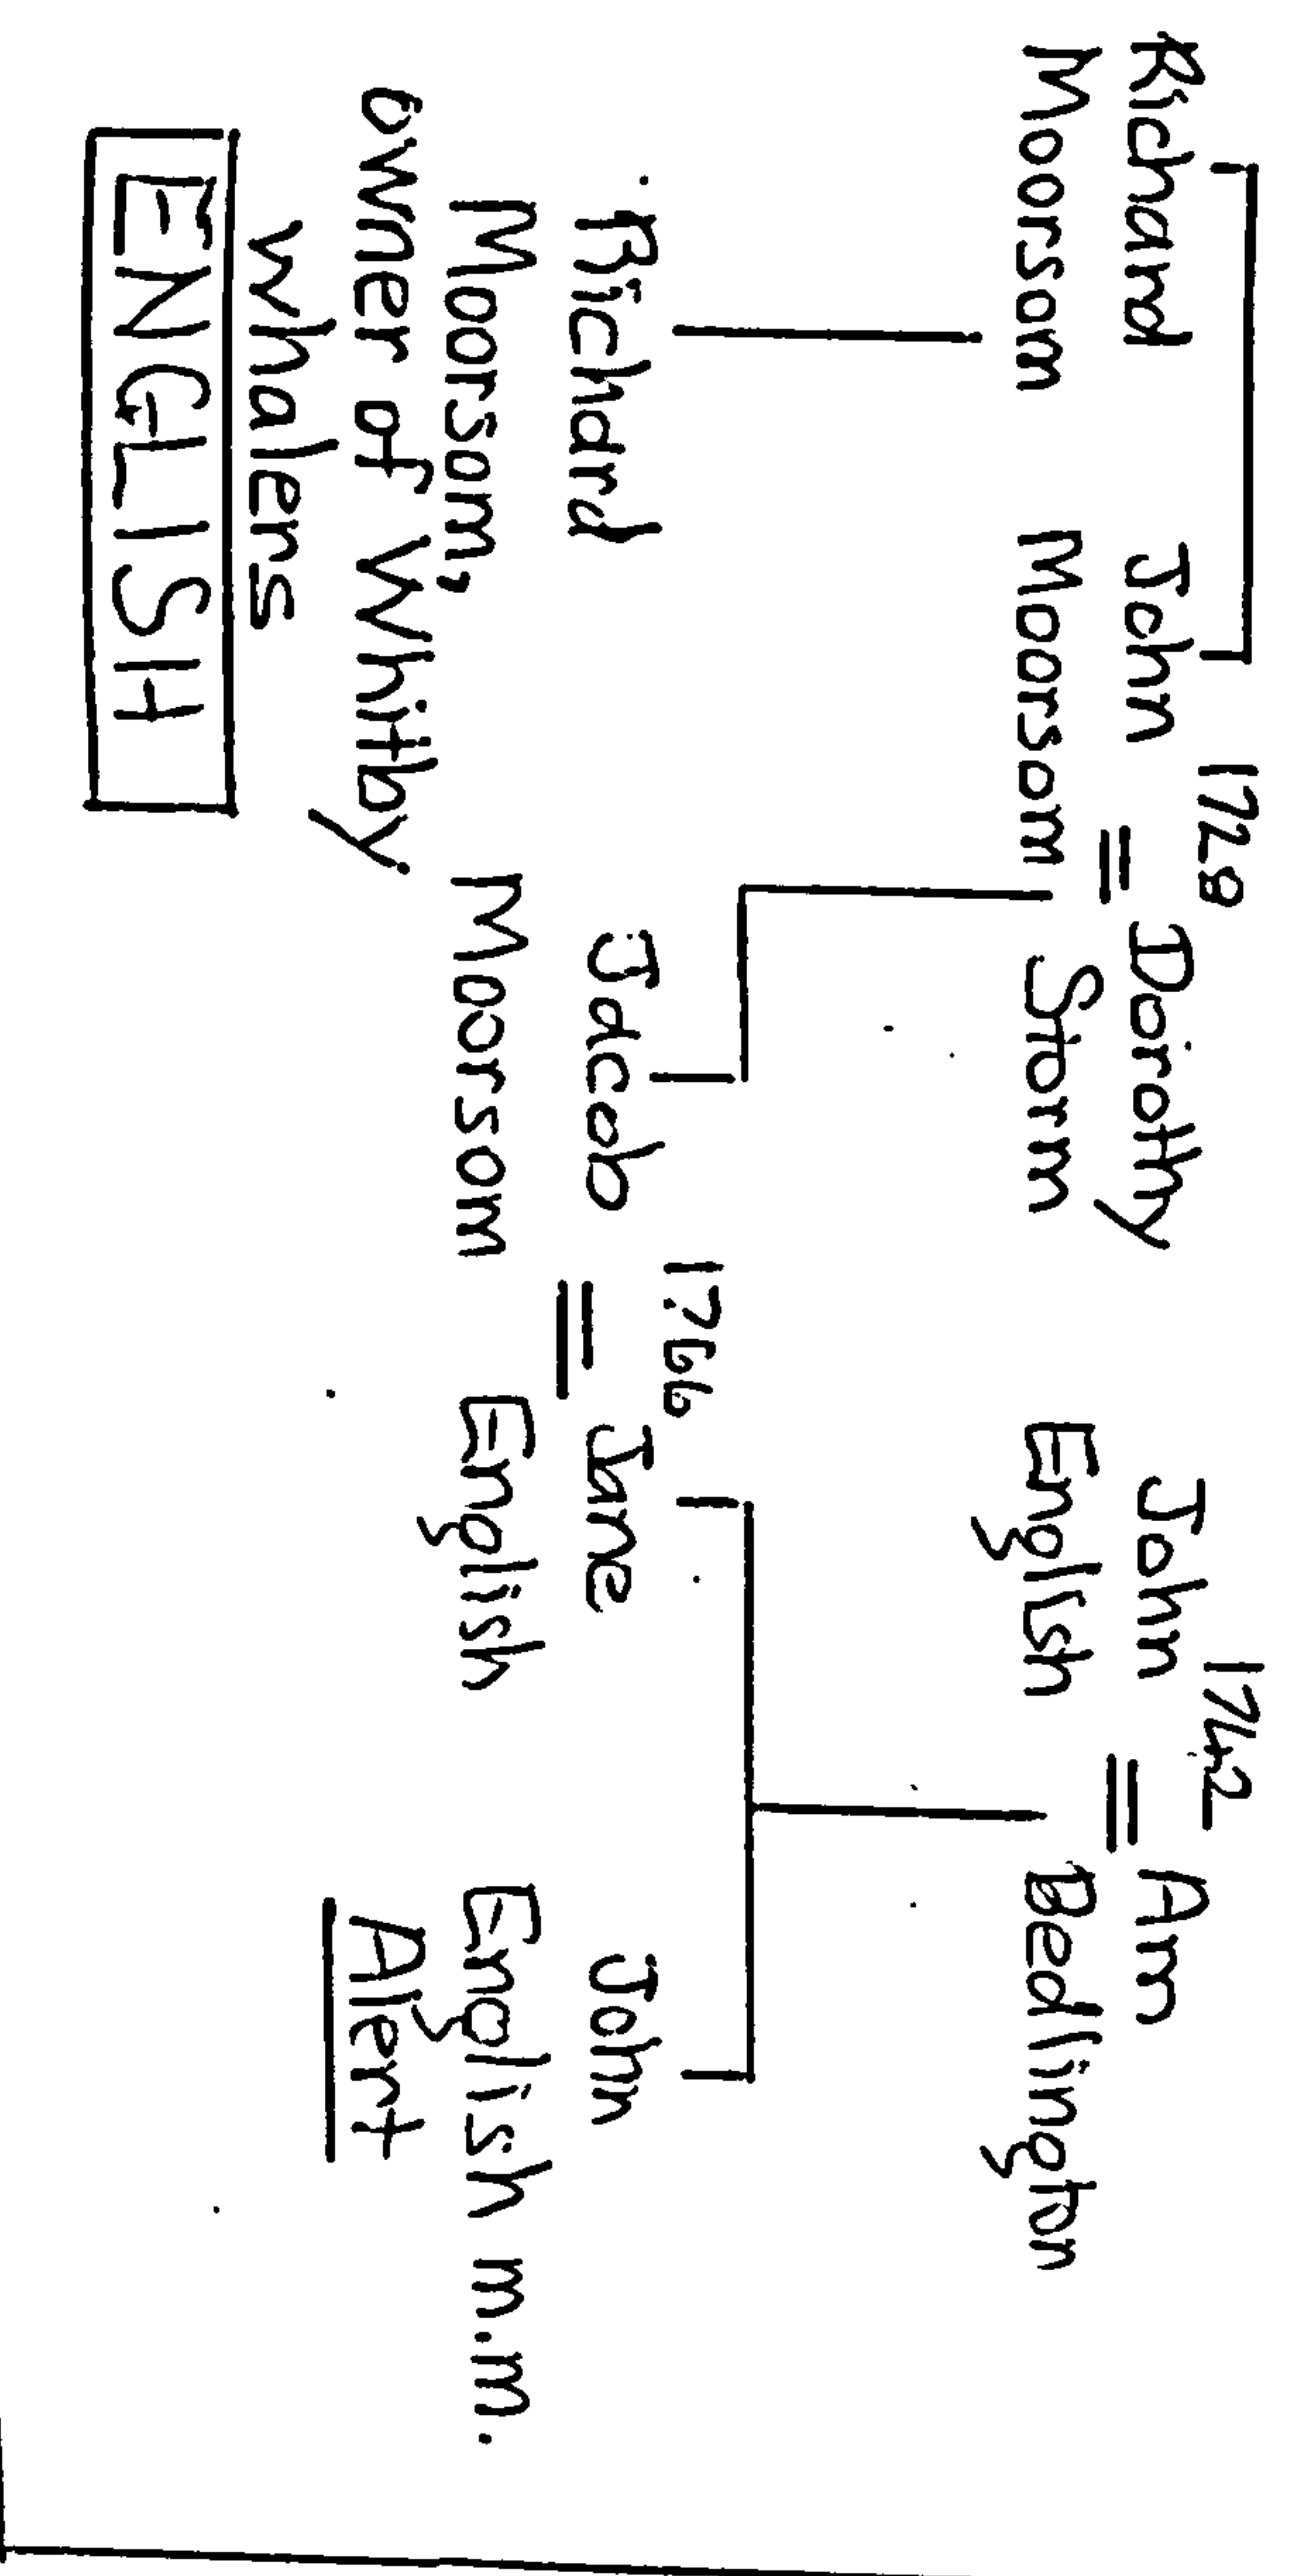 1728
1742
Richard John = Dorothy John = Ann
Moorsom Moorsom Storm English Bedlington
1766
Richard Jacob = Jane John
Moorsom, Moorsom English English m.m.
owner of Whitby Alert
whalers
ENGLISH